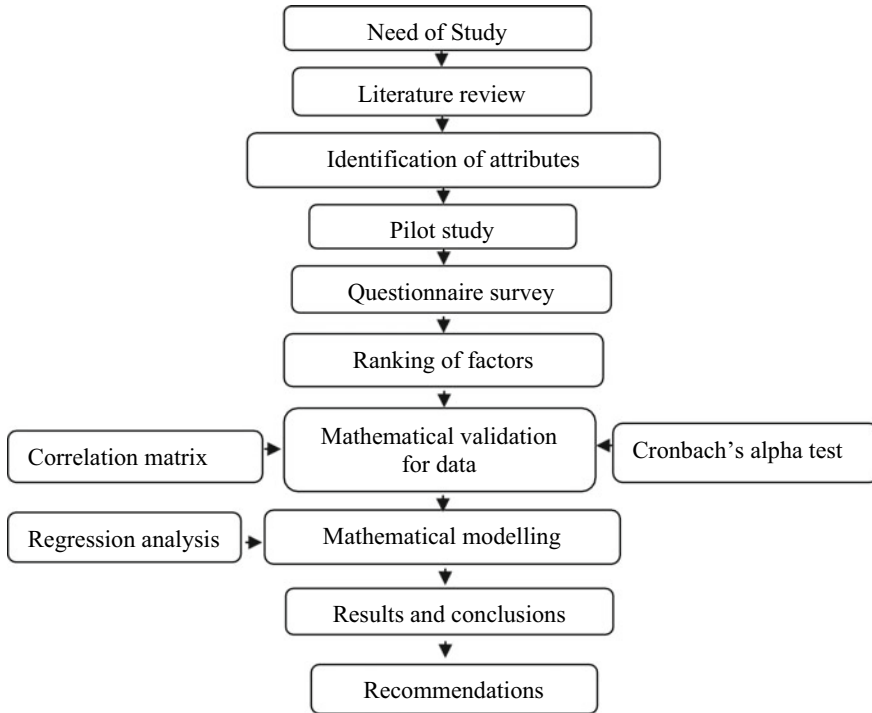 Need of Study
Literature review
Identification of attributes
Pilot study
Questionnaire survey
Ranking of factors
Correlation matrix
Mathematical validation
for data
Cronbach’s alpha test
Regression analysis
Mathematical modelling
Results and conclusions
Recommendations